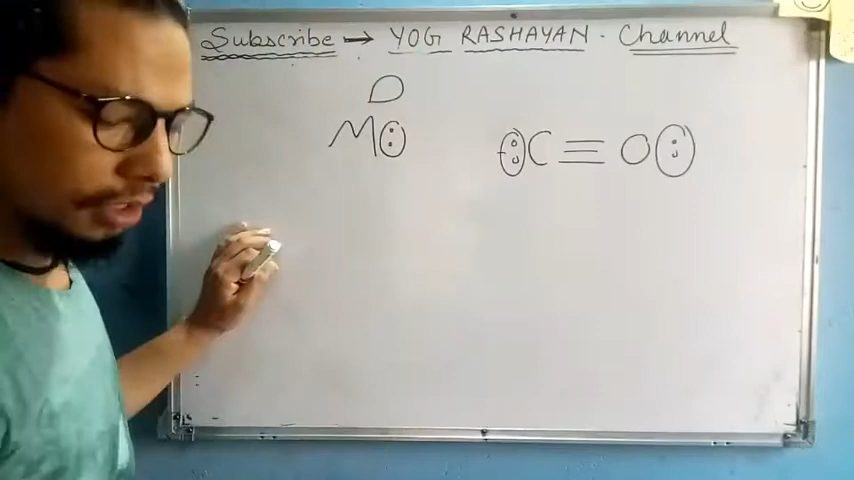 Subscribe → YOG RASHAYAN - Channel
M: :C ≡ O: